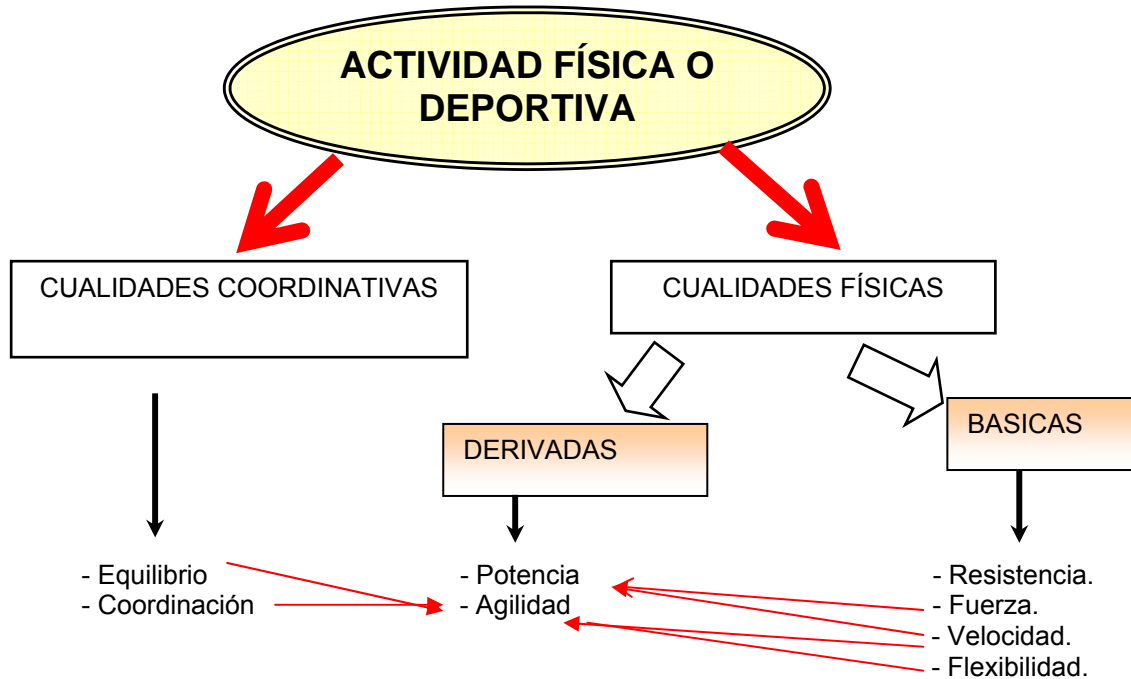 ACTIVIDAD FÍSICA O
DEPORTIVA
CUALIDADES COORDINATIVAS
CUALIDADES FÍSICAS
DERIVADAS
BASICAS
- Equilibrio
- Coordinación
- Potencia
- Agilidad
- Resistencia.
- Fuerza.
- Velocidad.
- Flexibilidad.